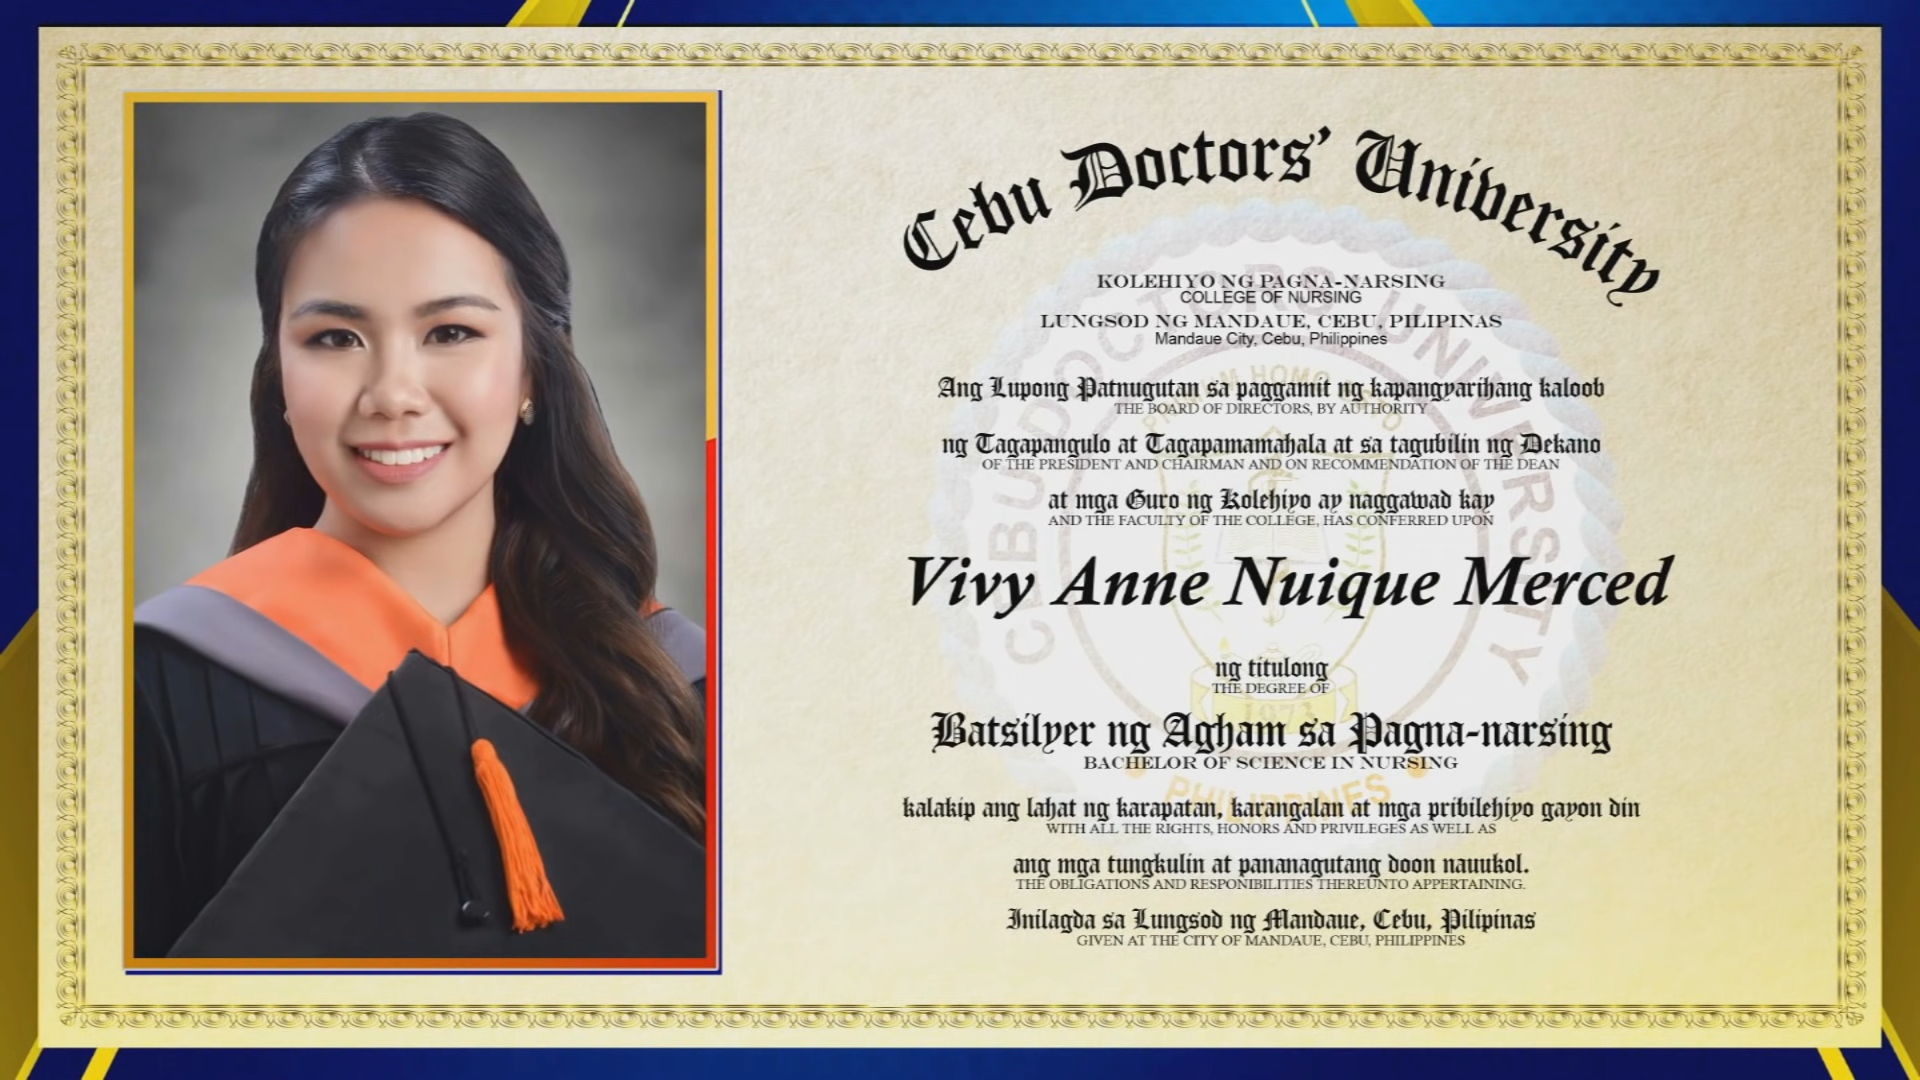 Cebu Doctors' University
KOLEHIYO NG PAGNA-NARSING
COLLEGE OF NURSING
LUNGSOD NG MANDAUE, CEBU, PILIPINAS
Mandaue City, Cebu, Philippines
Ang Lupong Patnugutan sa paggamit ng kapangyarihang kaloob
THE BOARD OF DIRECTORS, BY AUTHORITY
ng Tagapangulo at Tagapamamahala at sa tagubilin ng Dekano
OF THE PRESIDENT AND CHAIRMAN AND ON RECOMMENDATION OF THE DEAN
at mga Guro ng Kolehiyo ay naggawad kay
AND THE FACULTY OF THE COLLEGE, HAS CONFERRED UPON
Vivy Anne Nuique Merced
ng titulong
THE DEGREE OF
Batsilyer ng Agham sa Pagna-narsing
BACHELOR OF SCIENCE IN NURSING
kalakip ang lahat ng karapatan, karangalan at mga pribilehiyo gayon din
WITH ALL THE RIGHTS, HONORS AND PRIVILEGES AS WELL AS
ang mga tungkulin at pananagutang doon nauukol.
THE OBLIGATIONS AND RESPONIBILITIES THEREUNTO APPERTAINING.
Inilagda sa Lungsod ng Mandaue, Cebu, Pilipinas
GIVEN AT THE CITY OF MANDAUE, CEBU, PHILIPPINES
CEBU DOCTORS UNIVERSITY
PHILIPPINES